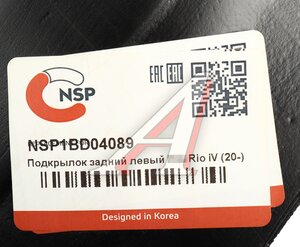 NSP
EAC EAC
NSP1BD04089
Подкрылок задний левый Rio iV (20-)
Designed in Korea